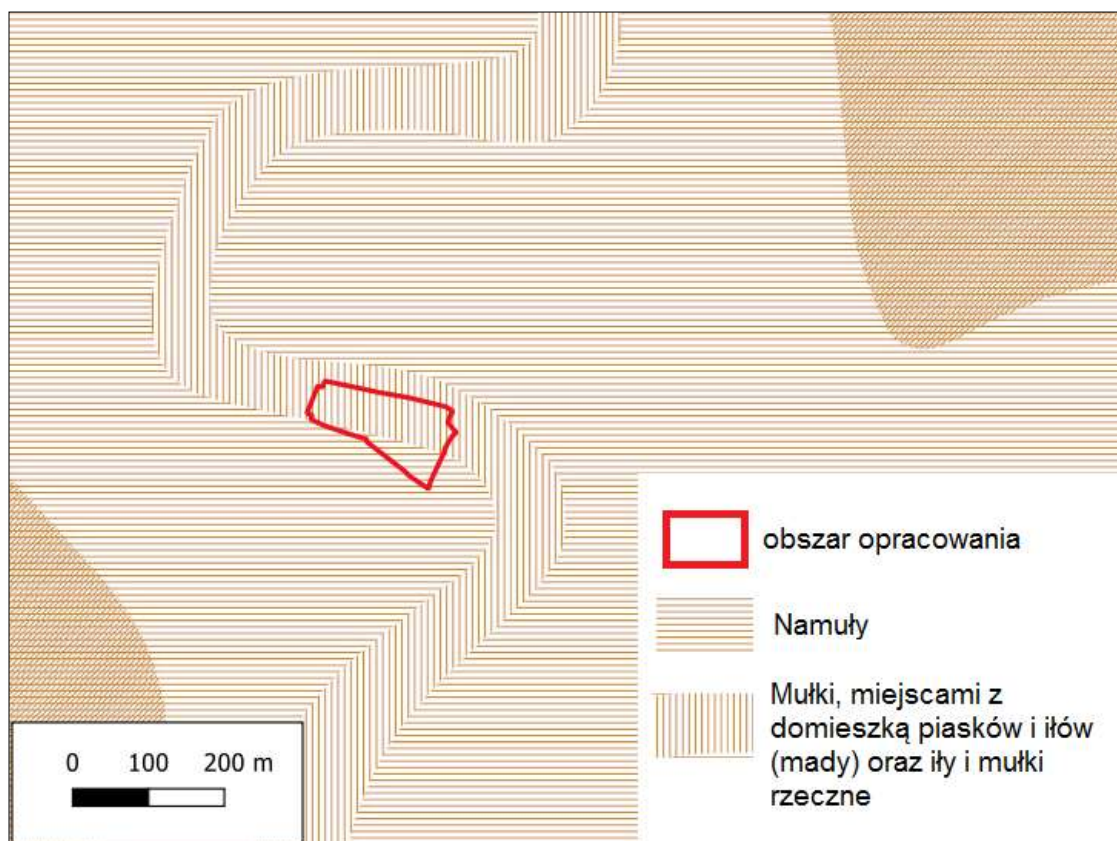 obszar opracowania
Namuły
Mułki, miejscami z
domieszką piasków i iłów
(mady) oraz iły i mułki
rzeczne
0 100 200 m